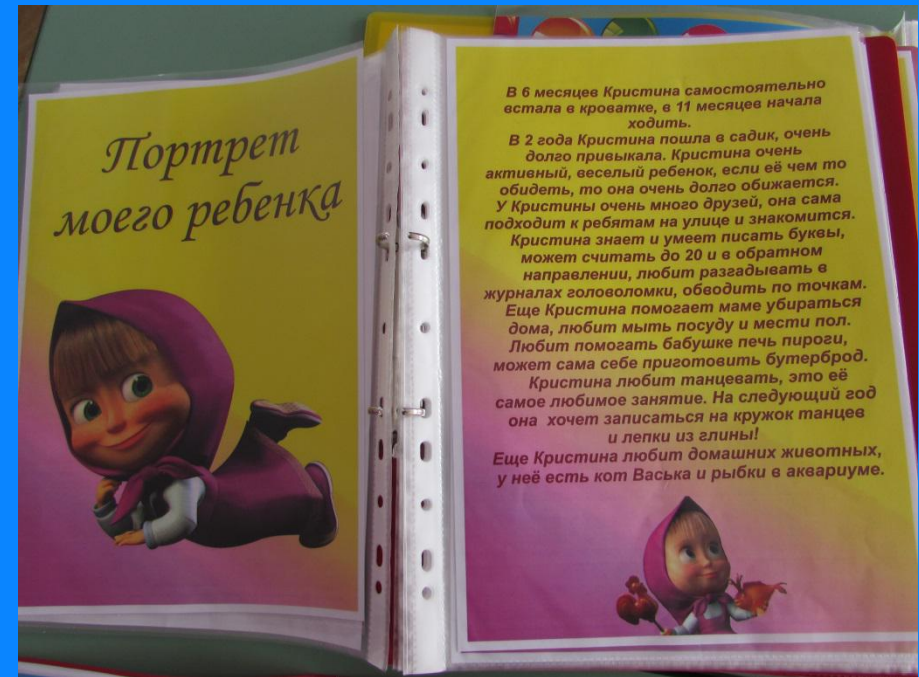 Портрет
моего ребенка
В 6 месяцев Кристина самостоятельно
встала в кроватке, в 11 месяцев начала
ходить.
В 2 года Кристина пошла в садик, очень
долго привыкала. Кристина очень
активный, веселый ребенок, если её чем то
обидеть, то она очень долго обижается.
У Кристины очень много друзей, она сама
подходит к ребятам на улице и знакомится.
Кристина знает и умеет писать буквы,
может считать до 20 и в обратном
направлении, любит разгадывать в
журналах головоломки, обводить по точкам.
Еще Кристина помогает маме убираться
дома, любит мыть посуду и мести пол.
Любит помогать бабушке печь пироги,
может сама себе приготовить бутерброд.
Кристина любит танцевать, это её
самое любимое занятие. На следующий год
она хочет записаться на кружок танцев
и лепки из глины!
Еще Кристина любит домашних животных,
у неё есть кот Васька и рыбки в аквариуме.